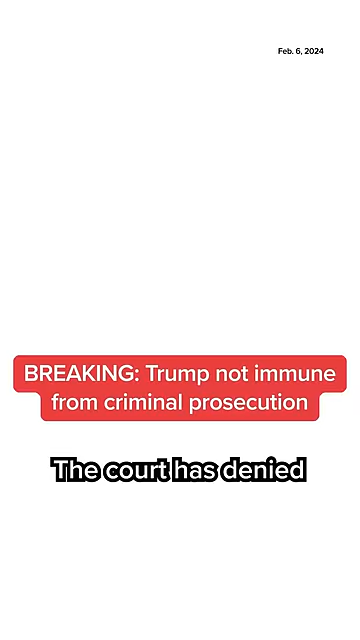 Feb. 6, 2024
BREAKING: Trump not immune
from criminal prosecution
The court has denied